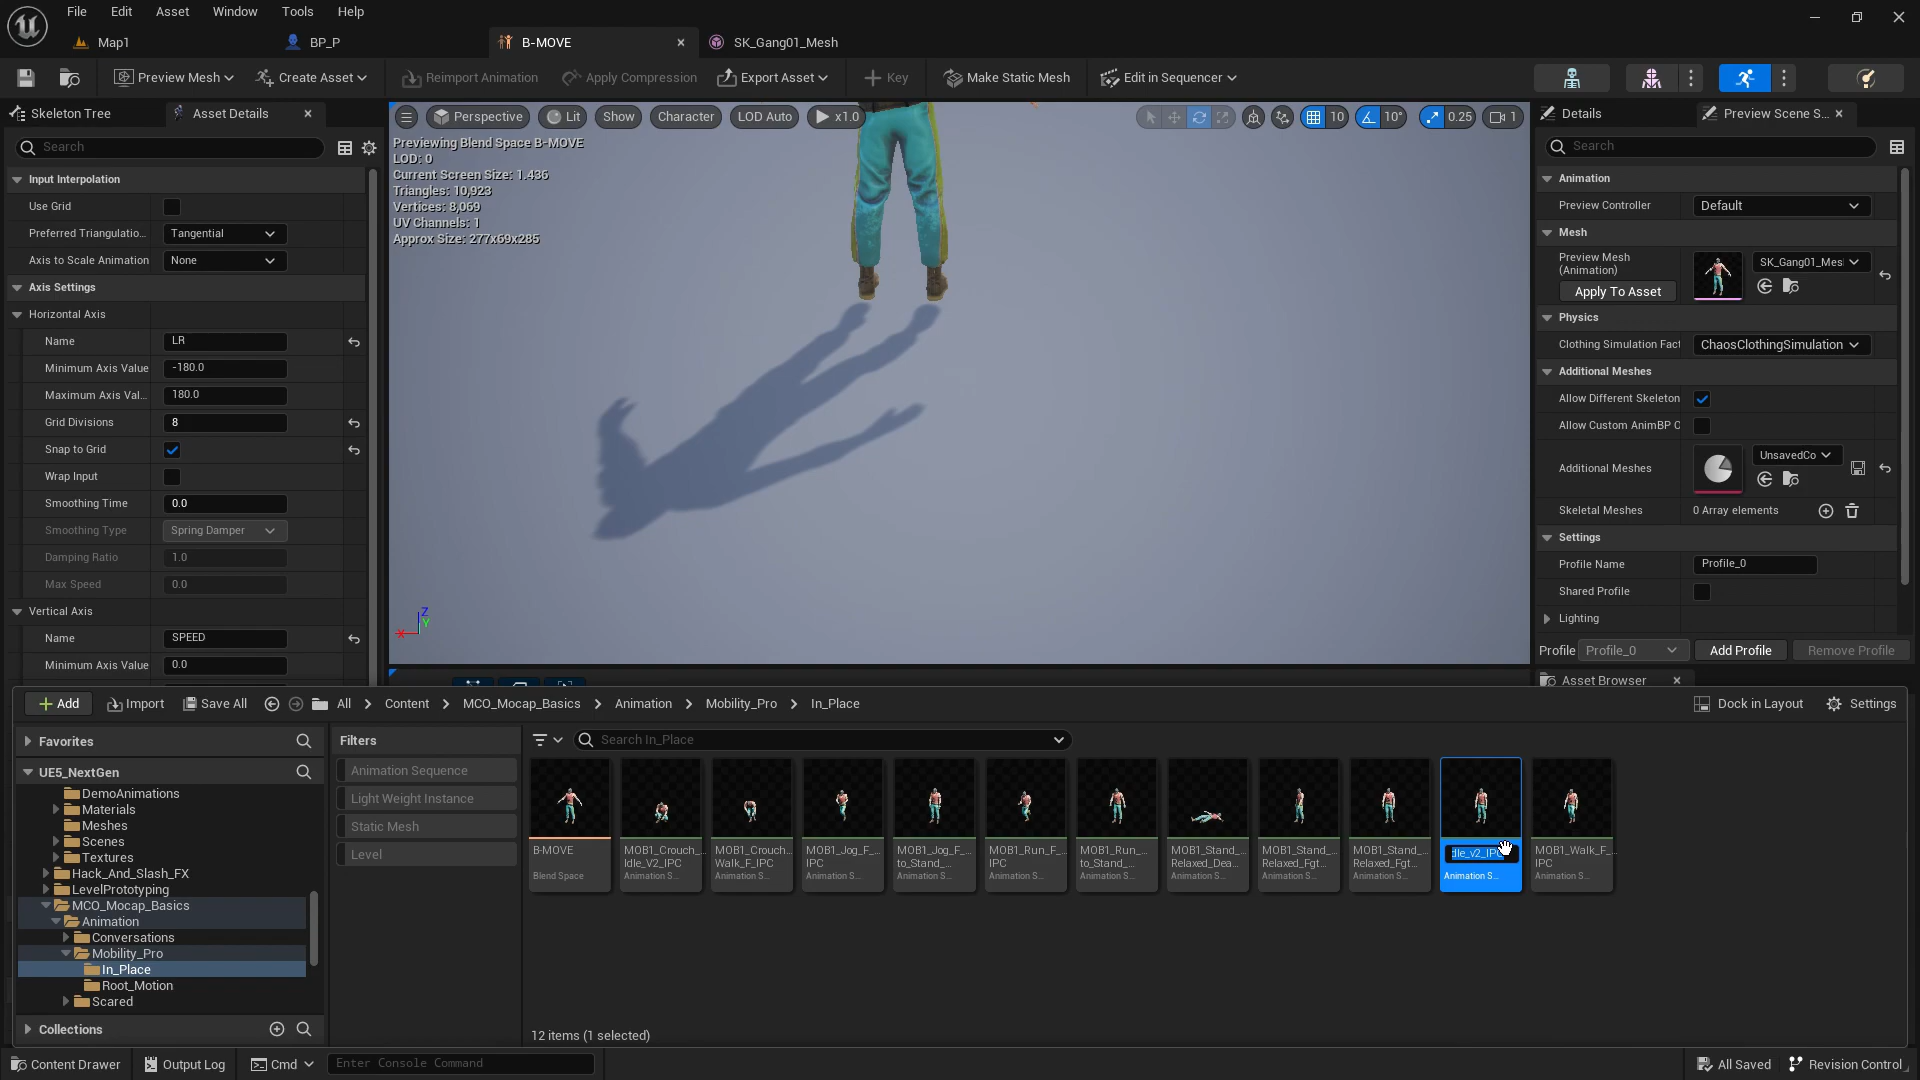 File Edit Asset Window Tools Help
Map1 BP_P B-MOVE SK_Gang01_Mesh
Preview Mesh Create Asset Reimport Animation Apply Compression Export Asset Key Make Static Mesh Edit in Sequencer
Skeleton Tree Asset Details
Search
Input Interpolation
Use Grid
Preferred Triangulatio... Tangential
Axis to Scale Animation None
Axis Settings
Horizontal Axis
Name LR
Minimum Axis Value -180.0
Maximum Axis Val... 180.0
Grid Divisions 8
Snap to Grid
Wrap Input
Smoothing Time 0.0
Smoothing Type Spring Damper
Damping Ratio 1.0
Max Speed 0.0
Vertical Axis
Name SPEED
Minimum Axis Value 0.0
Perspective Lit Show Character LOD Auto x1.0 10 10° 0.25 1
Previewing Blend Space B-MOVE
LOD: 0
Current Screen Size: 1.436
Triangles: 10,923
Vertices: 8,069
UV Channels: 1
Approx Size: 277x69x285
Z
Y
X
Details Preview Scene S...
Search
Animation
Preview Controller Default
Mesh
Preview Mesh
(Animation) SK_Gang01_Mes
Apply To Asset
Physics
Clothing Simulation Fact ChaosClothingSimulation
Additional Meshes
Allow Different Skeleton
Allow Custom AnimBP
Additional Meshes UnsavedCo
Skeletal Meshes 0 Array elements
Settings
Profile Name Profile_0
Shared Profile
Lighting
Profile Profile_0 Add Profile Remove Profile
Asset Browser
Add Import Save All All Content MCO_Mocap_Basics Animation Mobility_Pro In_Place Dock in Layout Settings
Favorites
UE5_NextGen
DemoAnimations
Materials
Meshes
Scenes
Textures
Hack_And_Slash_FX
LevelPrototyping
MCO_Mocap_Basics
Animation
Conversations
Mobility_Pro
In_Place
Root_Motion
Scared
Collections
Filters
Animation Sequence
Light Weight Instance
Static Mesh
Level
Search In_Place
B-MOVE
Blend Space
MOB1_Crouch_...
Idle_V2_IPC
Animation S...
MOB1_Crouch_
Walk_F_IPC
Animation S...
MOB1_Jog_F_...
IPC
Animation S...
MOB1_Jog_F_...
to_Stand_...
Animation S...
MOB1_Run_F_...
IPC
Animation S...
MOB1_Run_...
to_Stand_...
Animation S...
MOB1_Stand_...
Relaxed_Dea...
Animation S...
MOB1_Stand_...
Relaxed_Fgt...
Animation S...
MOB1_Stand_...
Relaxed_Fgt...
Animation S...
dle_v2_IPC
Animation S...
MOB1_Walk_F_...
IPC
Animation S...
12 items (1 selected)
Content Drawer Output Log Cmd Enter Console Command All Saved Revision Control